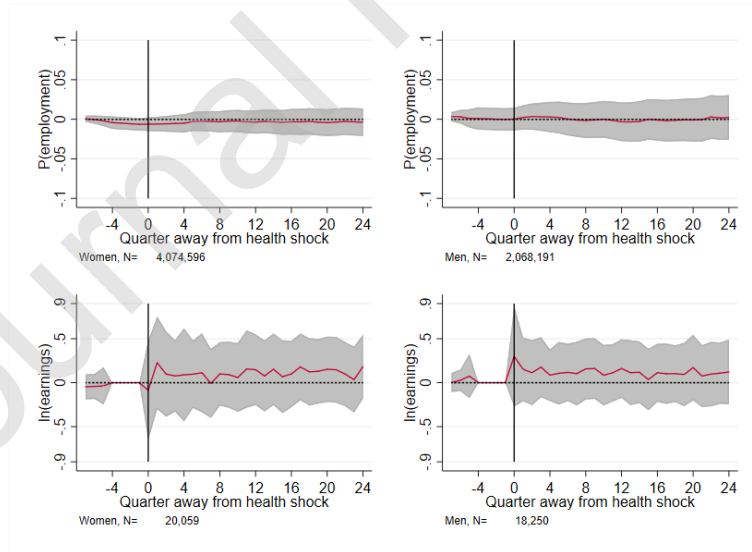 P(employment)
.1
.05
0
-.05
-.1
-4 0 4 8 12 16 20 24
Quarter away from health shock
Women, N= 4,074,596
P(employment)
.1
.05
0
-.05
-.1
-4 0 4 8 12 16 20 24
Quarter away from health shock
Men, N= 2,068,191
ln(earnings)
.9
.5
0
-.5
-.9
-4 0 4 8 12 16 20 24
Quarter away from health shock
Women, N= 20,059
ln(earnings)
.9
.5
0
-.5
-.9
-4 0 4 8 12 16 20 24
Quarter away from health shock
Men, N= 18,250
ournal